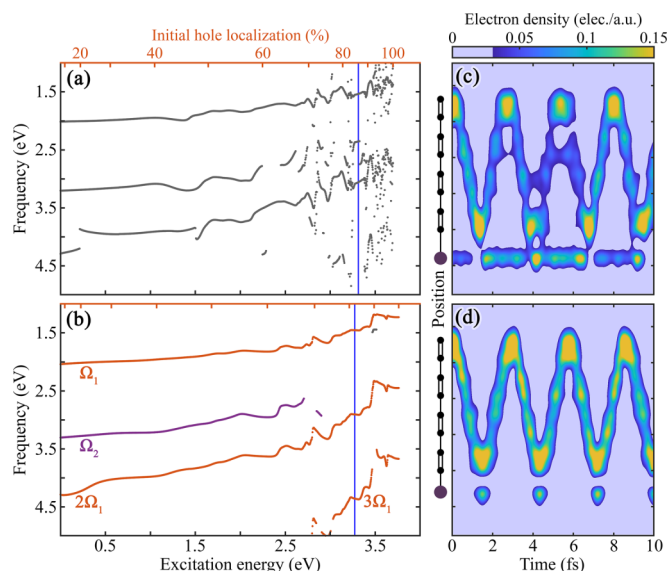 Initial hole localization (%)
20 40 60 80 100
Electron density (elec./a.u.)
0 0.05 0.1 0.15
(a)
1.5
2.5
3.5
4.5
Frequency (eV)
(c)
(b)
1.5
2.5
3.5
4.5
Frequency (eV)
Ω1
Ω2
2Ω1
3Ω1
0.5 1.5 2.5 3.5
Excitation energy (eV)
Position
(d)
0 2 4 6 8 10
Time (fs)